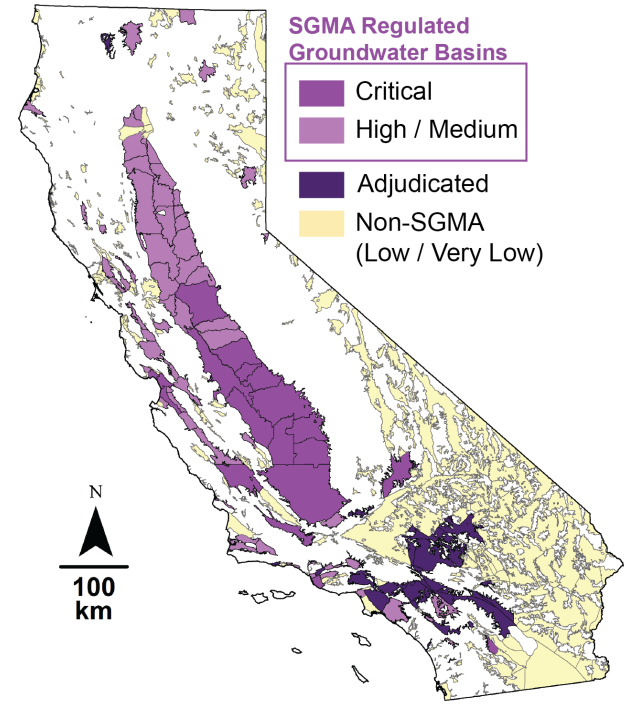 SGMA Regulated
Groundwater Basins
Critical
High / Medium
Adjudicated
Non-SGMA
(Low / Very Low)
N
100
km